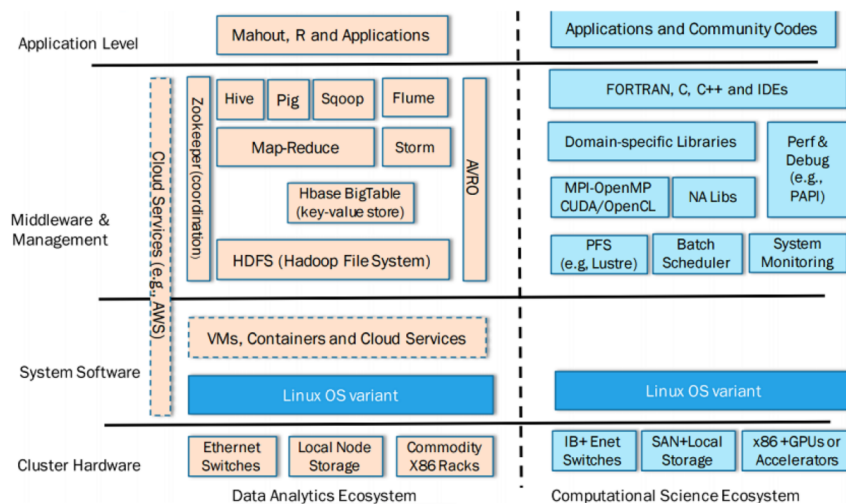 Application Level
Mahout, R and Applications
Applications and Community Codes
Middleware &
Management
Cloud Services (e.g., AWS)
Zookeeper (coordination)
Hive
Pig
Sqoop
Flume
Map-Reduce
Storm
Hbase BigTable
(key-value store)
HDFS (Hadoop File System)
AVRO
FORTRAN, C, C++ and IDEs
Domain-specific Libraries
Perf &
Debug
(e.g.,
PAPI)
MPI-OpenMP
CUDA/OpenCL
NA Libs
PFS
(e.g, Lustre)
Batch
Scheduler
System
Monitoring
System Software
VMs, Containers and Cloud Services
Linux OS variant
Linux OS variant
Cluster Hardware
Ethernet
Switches
Local Node
Storage
Commodity
X86 Racks
IB+ Enet
Switches
SAN+Local
Storage
x86 +GPUs or
Accelerators
Data Analytics Ecosystem
Computational Science Ecosystem